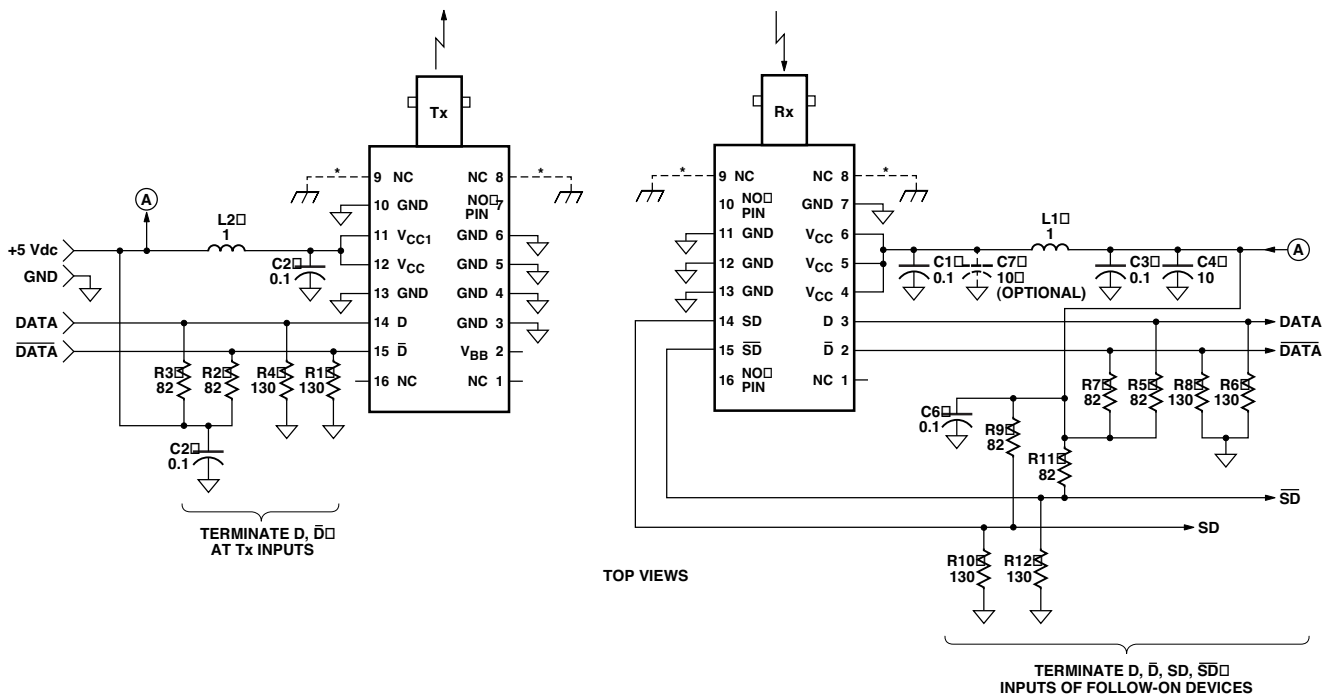 Tx
Rx
*
*
*
*
9 NC
NC 8
10 GND
NO□ PIN 7
11 VCC1
GND 6
12 VCC
GND 5
13 GND
GND 4
14 D
GND 3
15 D̅
VBB 2
16 NC
NC 1
A
L2□
1
+5 Vdc
GND
C2□
0.1
DATA
D̅A̅T̅A̅
R3□
82
R2□
82
R4□
130
R1□
130
C2□
0.1
TERMINATE D, D̅□
AT Tx INPUTS
9 NC
NC 8
10 NO□
PIN
GND 7
11 GND
VCC 6
12 GND
VCC 5
13 GND
VCC 4
14 SD
D 3
15 S̅D̅
D̅ 2
16 NO□
PIN
NC 1
L1□
1
A
C1□
0.1
C7□
10□
(OPTIONAL)
C3□
0.1
C4□
10
DATA
D̅A̅T̅A̅
R7□
82
R5□
82
R8□
130
R6□
130
C6□
0.1
R9□
82
R11□
82
S̅D̅
SD
R10□
130
R12□
130
TOP VIEWS
TERMINATE D, D̅, SD, S̅D̅□
INPUTS OF FOLLOW-ON DEVICES